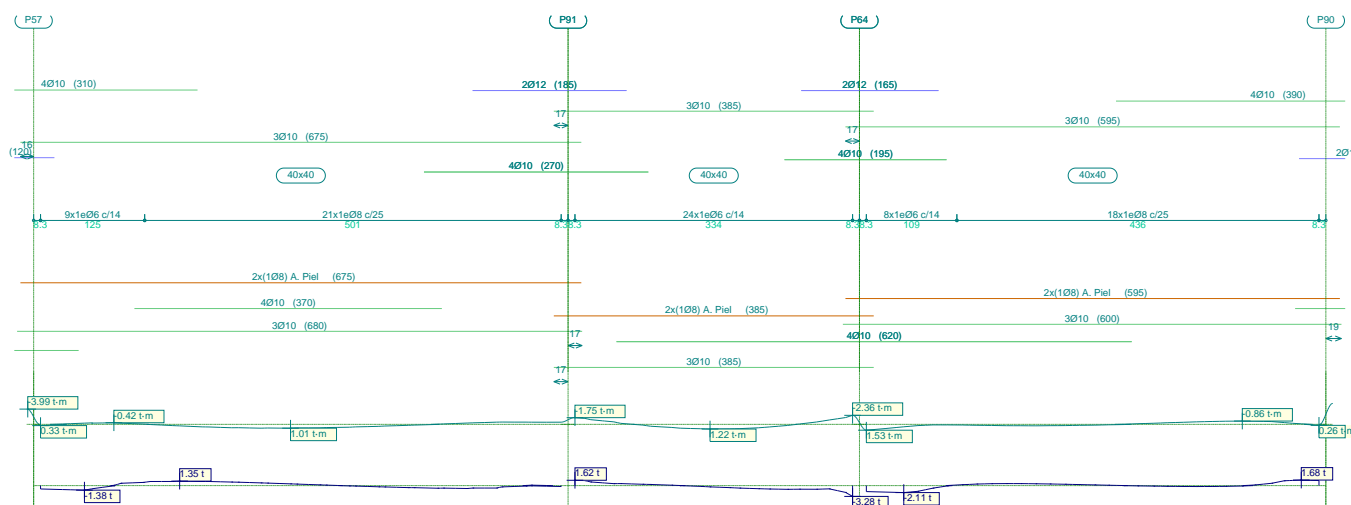 P57 P91 P64 P90
4Ø10 (310) 2Ø12 (185) 2Ø12 (165)
4Ø10 (390)
3Ø10 (385)
17 3Ø10 (595)
3Ø10 (675) 17
16
(120) 4Ø10 (195) 2Ø1
4Ø10 (270)
40x40 40x40 40x40
9x1eØ6 c/14 21x1eØ8 c/25 24x1eØ6 c/14 8x1eØ6 c/14 18x1eØ8 c/25
8.3 125 501 8.3 8.3 334 8.3 8.3 109 436 8.3
2x(1Ø8) A. Piel (675)
2x(1Ø8) A. Piel (595)
4Ø10 (370)
2x(1Ø8) A. Piel (385)
3Ø10 (680) 3Ø10 (600)
17 4Ø10 (620) 19
3Ø10 (385)
17
-3.99 t·m
-0.42 t·m -1.75 t·m -2.36 t·m -0.86 t·m
0.33 t·m 1.01 t·m 1.22 t·m 1.53 t·m 0.26 t·m
1.35 t 1.62 t 1.68 t
-1.38 t -3.28 t -2.11 t